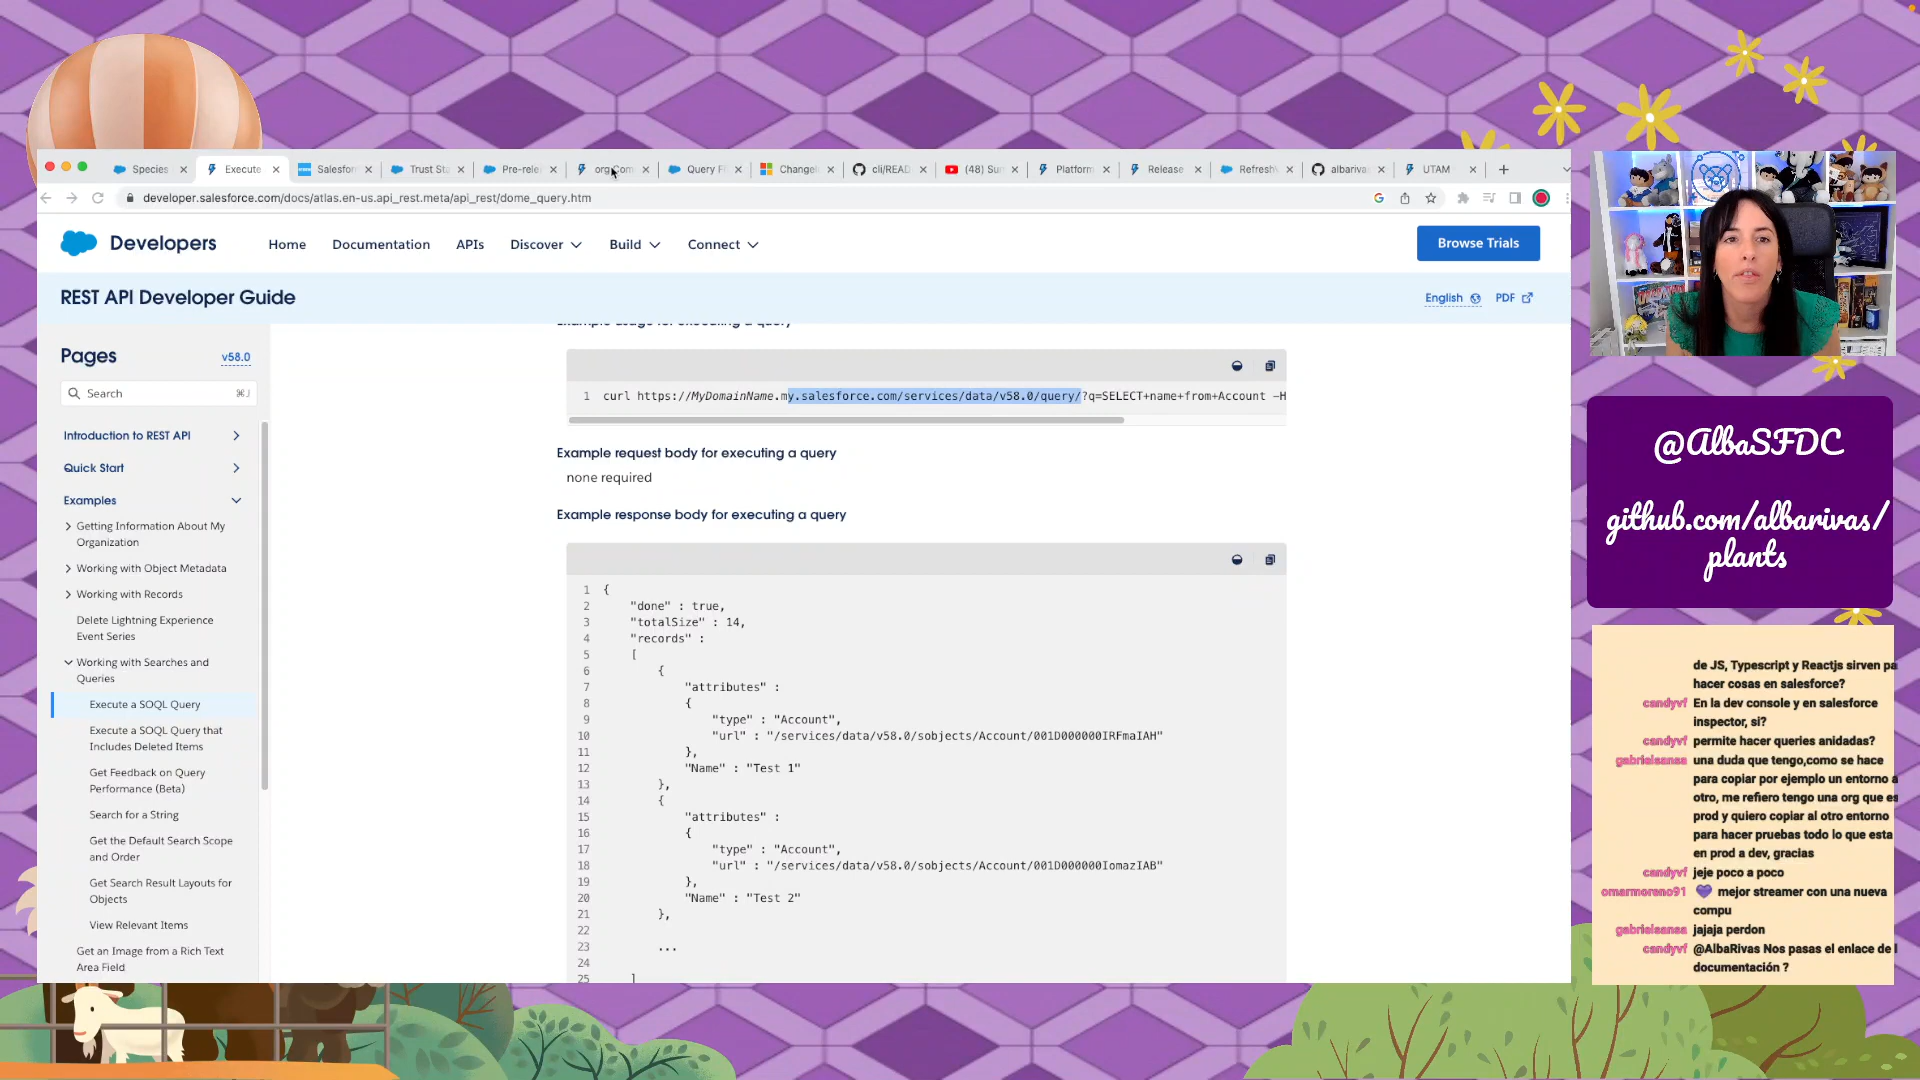 Species
Execute
Salesfor
Trust Sta
Pre-rele
org Com
Query Fi
Changel
cli/READ
(48) Sum
Platform
Release
Refresh
albariva
UTAM
developer.salesforce.com/docs/atlas.en-us.api_rest.meta/api_rest/dome_query.htm
Developers
Home
Documentation
APIs
Discover
Build
Connect
Browse Trials
REST API Developer Guide
English
PDF
Pages
v58.0
Search
⌘J
Introduction to REST API
Quick Start
Examples
Getting Information About My
Organization
Working with Object Metadata
Working with Records
Delete Lightning Experience
Event Series
Working with Searches and
Queries
Execute a SOQL Query
Execute a SOQL Query that
Includes Deleted Items
Get Feedback on Query
Performance (Beta)
Search for a String
Get the Default Search Scope
and Order
Get Search Result Layouts for
Objects
View Relevant Items
Get an Image from a Rich Text
Area Field
Example usage for executing a query
1 curl https://MyDomainName.my.salesforce.com/services/data/v58.0/query/?q=SELECT+name+from+Account -H
Example request body for executing a query
none required
Example response body for executing a query
1 {
2 "done" : true,
3 "totalSize" : 14,
4 "records" :
5 [
6 {
7 "attributes" :
8 {
9 "type" : "Account",
10 "url" : "/services/data/v58.0/sobjects/Account/001D000000IRFmaIAH"
11 },
12 "Name" : "Test 1"
13 },
14 {
15 "attributes" :
16 {
17 "type" : "Account",
18 "url" : "/services/data/v58.0/sobjects/Account/001D000000IomazIAB"
19 },
20 "Name" : "Test 2"
21 },
22
23 ...
24
25 ]
@AlbaSFDC
github.com/albarivas/
plants
de JS, Typescript y Reactjs sirven pa
hacer cosas en salesforce?
candyvf En la dev console y en salesforce
inspector, si?
candyvf permite hacer queries anidadas?
gabrielsansa una duda que tengo,como se hace
para copiar por ejemplo un entorno a
otro, me refiero tengo una org que es
prod y quiero copiar al otro entorno
para hacer pruebas todo lo que esta
en prod a dev, gracias
candyvf jeje poco a poco
omarmoreno91 💜 mejor streamer con una nueva
compu
gabrielsansa jajaja perdon
candyvf @AlbaRivas Nos pasas el enlace de l
documentación ?